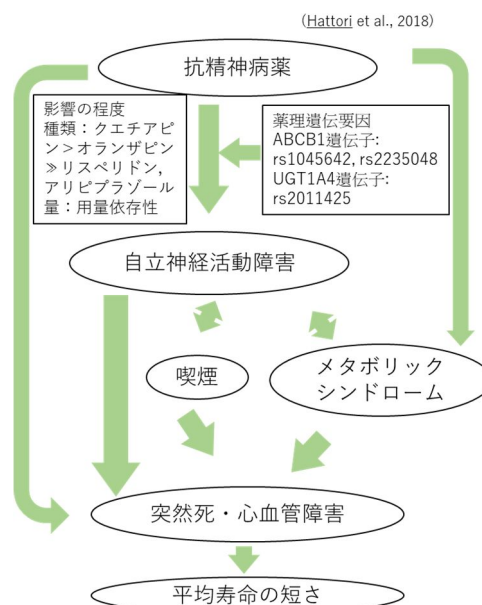 (Hattori et al., 2018)
抗精神病薬
影響の程度
種類：クエチアピ
ン＞オランザピン
≫リスペリドン,
アリピプラゾール
量：用量依存性
薬理遺伝要因
ABCB1遺伝子:
rs1045642, rs2235048
UGT1A4遺伝子:
rs2011425
自立神経活動障害
喫煙
メタボリック
シンドローム
突然死・心血管障害
平均寿命の短さ